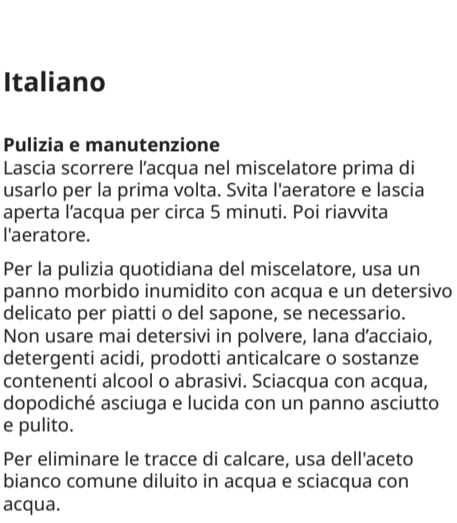 Italiano
Pulizia e manutenzione
Lascia scorrere l’acqua nel miscelatore prima di
usarlo per la prima volta. Svita l'aeratore e lascia
aperta l’acqua per circa 5 minuti. Poi riavvita
l'aeratore.
Per la pulizia quotidiana del miscelatore, usa un
panno morbido inumidito con acqua e un detersivo
delicato per piatti o del sapone, se necessario.
Non usare mai detersivi in polvere, lana d’acciaio,
detergenti acidi, prodotti anticalcare o sostanze
contenenti alcool o abrasivi. Sciacqua con acqua,
dopodiché asciuga e lucida con un panno asciutto
e pulito.
Per eliminare le tracce di calcare, usa dell'aceto
bianco comune diluito in acqua e sciacqua con
acqua.